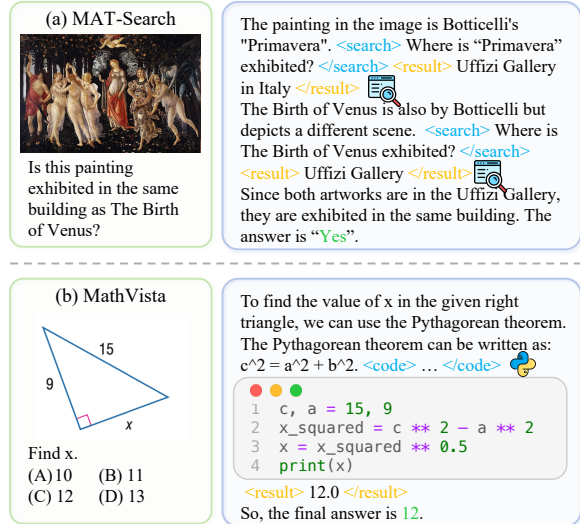 (a) MAT-Search
Is this painting
exhibited in the same
building as The Birth
of Venus?
The painting in the image is Botticelli's
"Primavera". <search> Where is “Primavera”
exhibited? </search> <result> Uffizi Gallery
in Italy </result>
The Birth of Venus is also by Botticelli but
depicts a different scene. <search> Where is
The Birth of Venus exhibited? </search>
<result> Uffizi Gallery </result>
Since both artworks are in the Uffizi Gallery,
they are exhibited in the same building. The
answer is “Yes”.
(b) MathVista
15
9
x
Find x.
(A) 10 (B) 11
(C) 12 (D) 13
To find the value of x in the given right
triangle, we can use the Pythagorean theorem.
The Pythagorean theorem can be written as:
c^2 = a^2 + b^2. <code> … </code>
1 c, a = 15, 9
2 x_squared = c ** 2 – a ** 2
3 x = x_squared ** 0.5
4 print(x)
<result> 12.0 </result>
So, the final answer is 12.